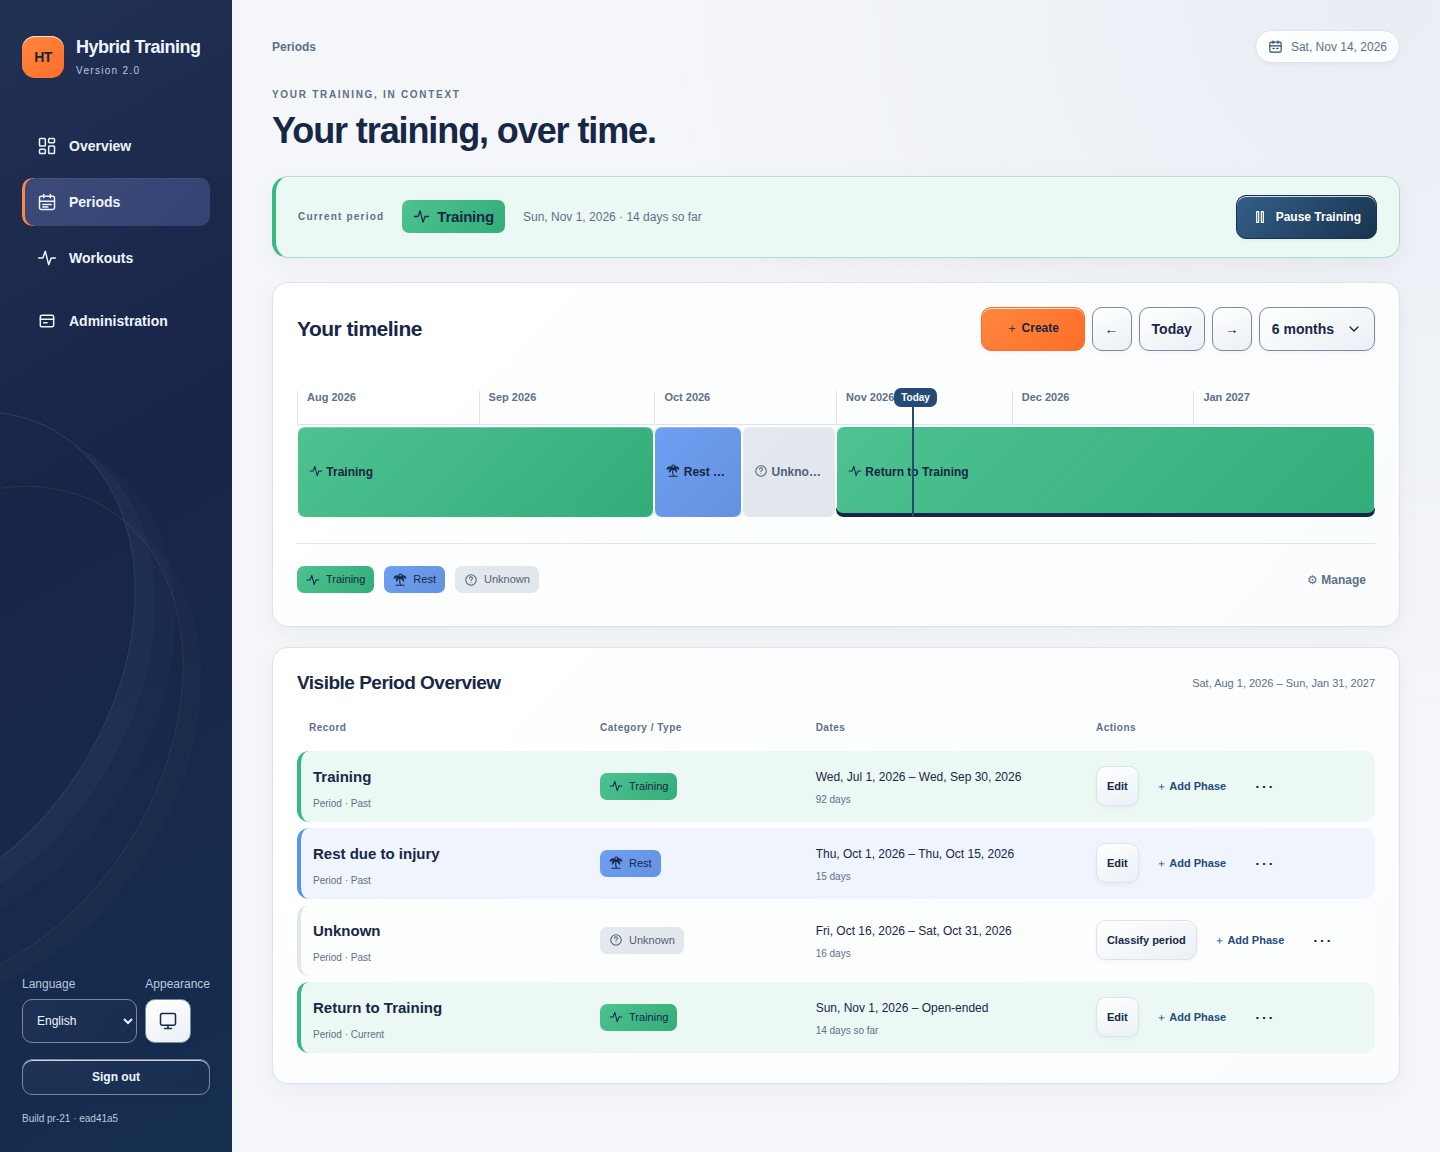 HT
Hybrid Training
Version 2.0
Overview
Periods
Workouts
Administration
Language
Appearance
English
Sign out
Build pr-21 · ead41a5
Periods
Sat, Nov 14, 2026
YOUR TRAINING, IN CONTEXT
Your training, over time.
Current period
Training
Sun, Nov 1, 2026 · 14 days so far
Pause Training
Your timeline
+ Create
←
Today
→
6 months
Aug 2026
Sep 2026
Oct 2026
Nov 2026
Today
Dec 2026
Jan 2027
Training
Rest …
Unkno…
Return to Training
Training
Rest
Unknown
⚙ Manage
Visible Period Overview
Sat, Aug 1, 2026 – Sun, Jan 31, 2027
Record
Category / Type
Dates
Actions
Training
Period · Past
Training
Wed, Jul 1, 2026 – Wed, Sep 30, 2026
92 days
Edit
+ Add Phase
···
Rest due to injury
Period · Past
Rest
Thu, Oct 1, 2026 – Thu, Oct 15, 2026
15 days
Edit
+ Add Phase
···
Unknown
Period · Past
Unknown
Fri, Oct 16, 2026 – Sat, Oct 31, 2026
16 days
Classify period
+ Add Phase
···
Return to Training
Period · Current
Training
Sun, Nov 1, 2026 – Open-ended
14 days so far
Edit
+ Add Phase
···